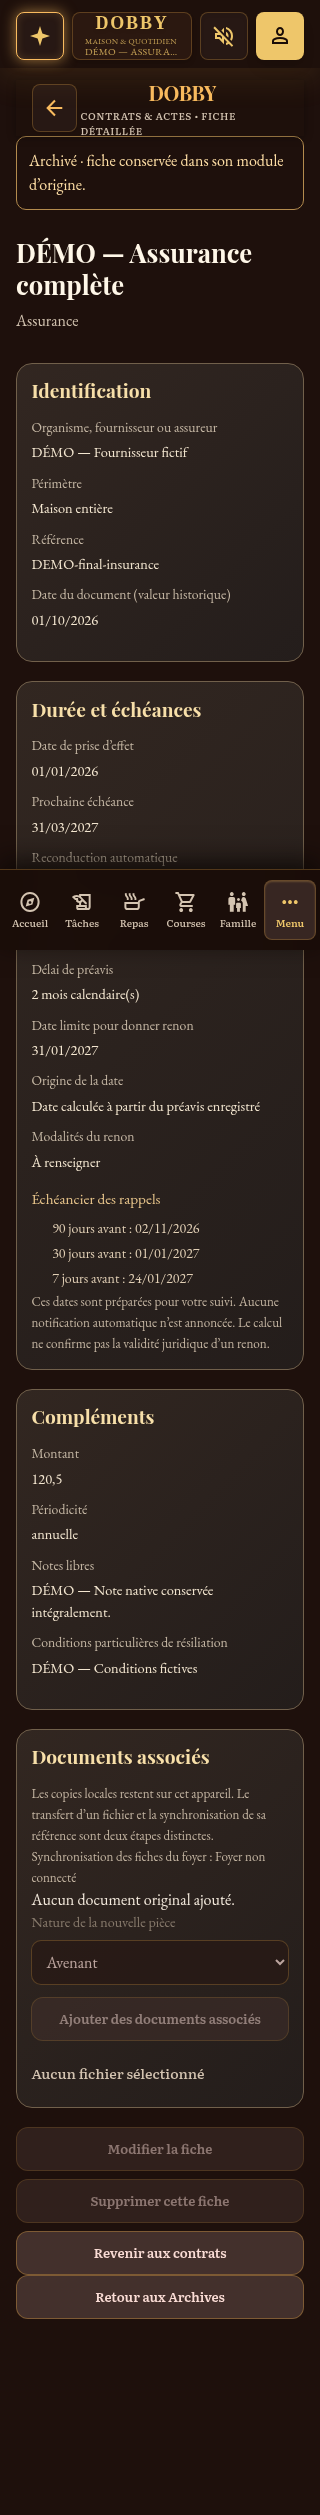 DOBBY
MAISON & QUOTIDIEN
DÉMO — ASSURA…
DOBBY
CONTRATS & ACTES • FICHE
DÉTAILLÉE
Archivé · fiche conservée dans son module
d’origine.
DÉMO — Assurance
complète
Assurance
Identification
Organisme, fournisseur ou assureur
DÉMO — Fournisseur fictif
Périmètre
Maison entière
Référence
DEMO-final-insurance
Date du document (valeur historique)
01/10/2026
Durée et échéances
Date de prise d’effet
01/01/2026
Prochaine échéance
31/03/2027
Reconduction automatique
Accueil
Tâches
Repas
Courses
Famille
Menu
Délai de préavis
2 mois calendaire(s)
Date limite pour donner renon
31/01/2027
Origine de la date
Date calculée à partir du préavis enregistré
Modalités du renon
À renseigner
Échéancier des rappels
90 jours avant : 02/11/2026
30 jours avant : 01/01/2027
7 jours avant : 24/01/2027
Ces dates sont préparées pour votre suivi. Aucune
notification automatique n’est annoncée. Le calcul
ne confirme pas la validité juridique d’un renon.
Compléments
Montant
120,5
Périodicité
annuelle
Notes libres
DÉMO — Note native conservée
intégralement.
Conditions particulières de résiliation
DÉMO — Conditions fictives
Documents associés
Les copies locales restent sur cet appareil. Le
transfert d’un fichier et la synchronisation de sa
référence sont deux étapes distinctes.
Synchronisation des fiches du foyer : Foyer non
connecté
Aucun document original ajouté.
Nature de la nouvelle pièce
Avenant
Ajouter des documents associés
Aucun fichier sélectionné
Modifier la fiche
Supprimer cette fiche
Revenir aux contrats
Retour aux Archives